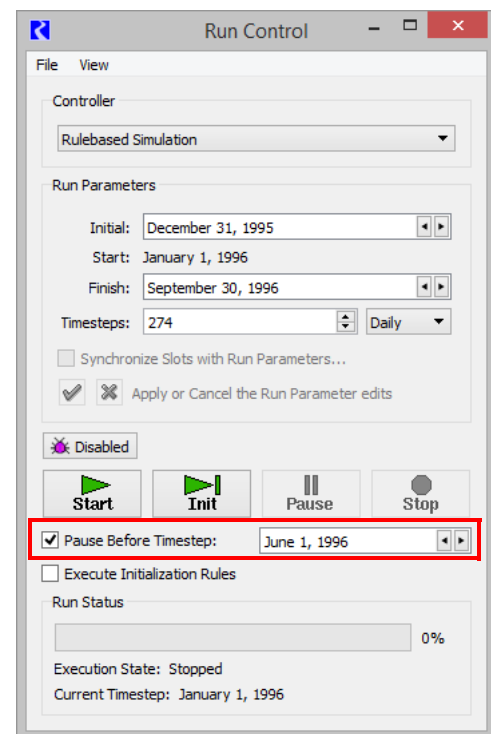 Run Control
File View
Controller
Rulebased Simulation
Run Parameters
Initial: December 31, 1995
Start: January 1, 1996
Finish: September 30, 1996
Timesteps: 274 Daily
Synchronize Slots with Run Parameters...
Apply or Cancel the Run Parameter edits
Disabled
Start Init Pause Stop
Pause Before Timestep: June 1, 1996
Execute Initialization Rules
Run Status
0%
Execution State: Stopped
Current Timestep: January 1, 1996